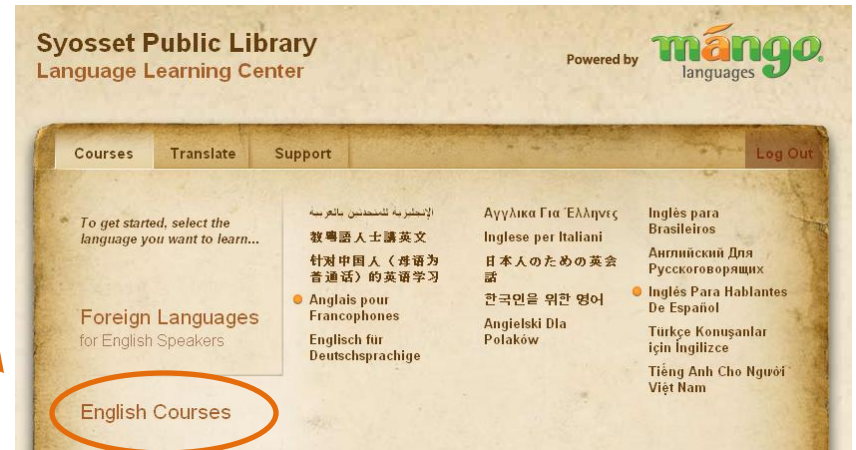 Syosset Public Library
Language Learning Center
Powered by
mango
languages
Courses
Translate
Support
Log Out
To get started, select the
language you want to learn...
Foreign Languages
for English Speakers
English Courses
الإنجليزية للمتحدثين بالعربية
教粵語人士講英文
针对中国人（母语为
普通话）的英语学习
Anglais pour
Francophones
Englisch für
Deutschsprachige
Αγγλικα Για Έλληνες
Inglese per Italiani
日本人のための英会
話
한국인을 위한 영어
Angielski Dla
Polaków
Inglês para
Brasileiros
Английский Для
Русскоговорящих
Inglés Para Hablantes
De Español
Türkçe Konuşanlar
için İngilizce
Tiếng Anh Cho Người
Việt Nam